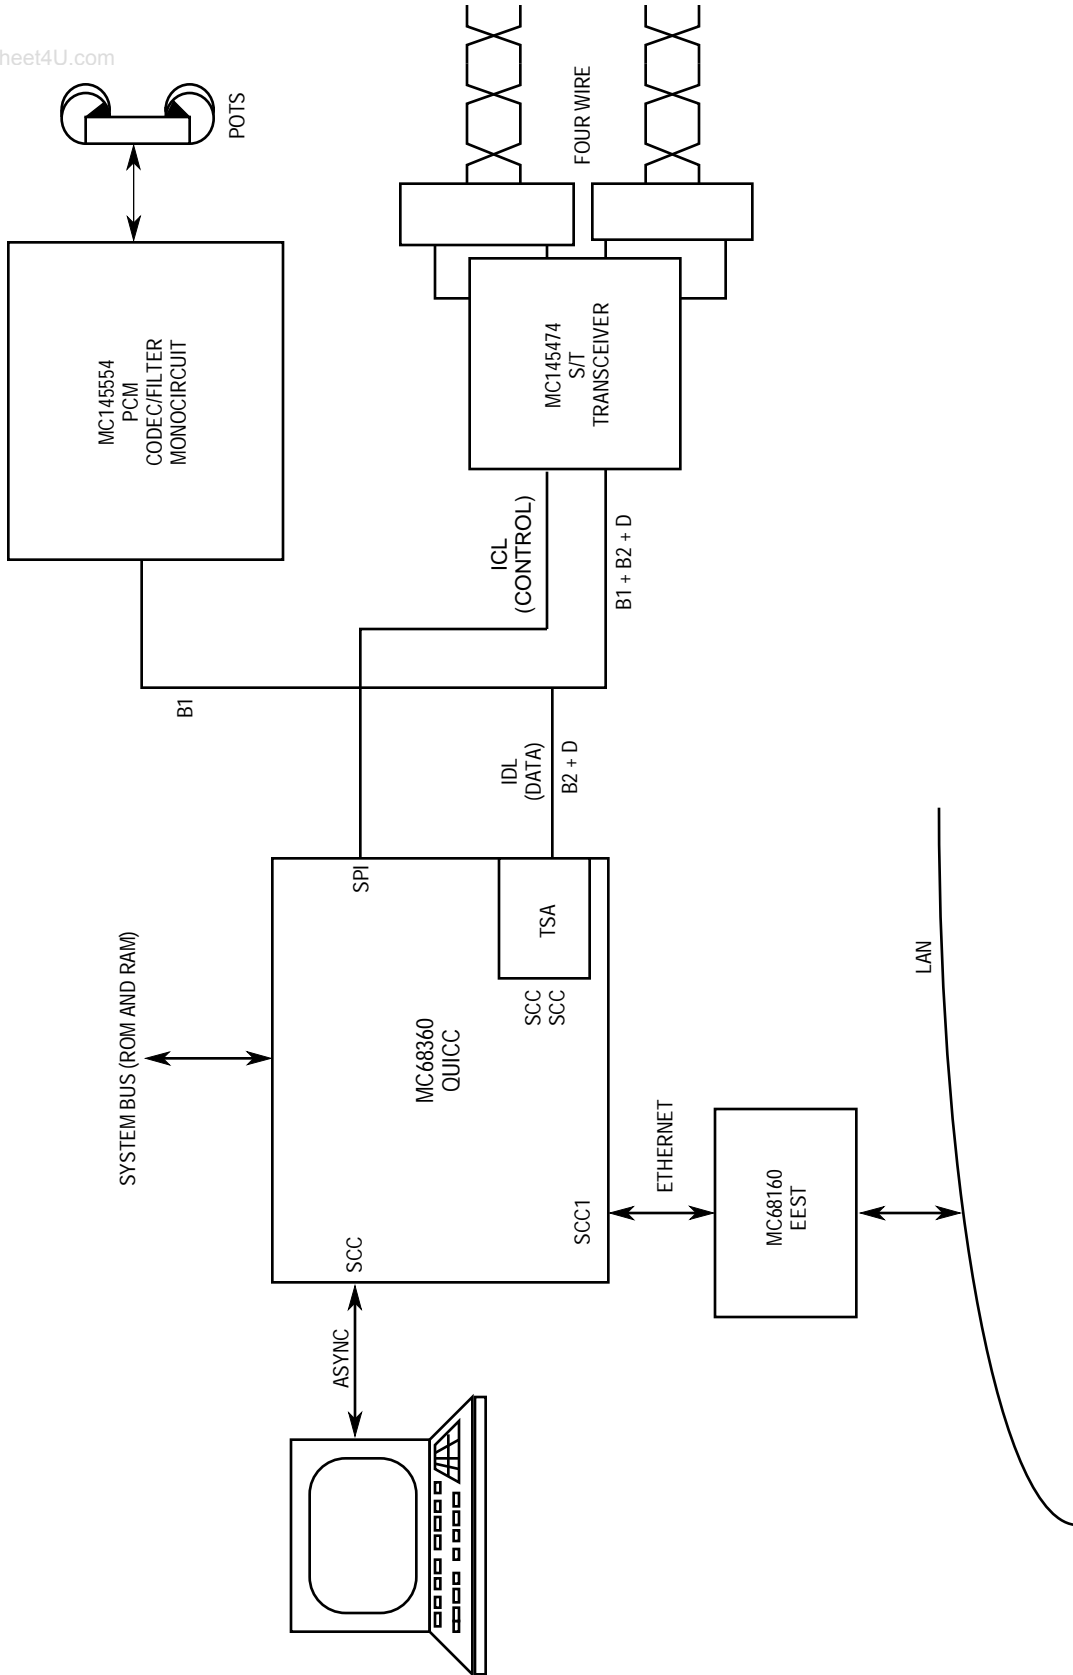 heet4U.com
POTS
FOUR WIRE
MC145554
PCM
CODEC/FILTER
MONOCIRCUIT
MC145474
S/T
TRANSCEIVER
ICL
(CONTROL)
B1 + B2 + D
B1
IDL
(DATA)
B2 + D
SPI
TSA
SCC
SCC
MC68360
QUICC
SYSTEM BUS (ROM AND RAM)
LAN
ETHERNET
MC68160
EEST
SCC1
SCC
ASYNC